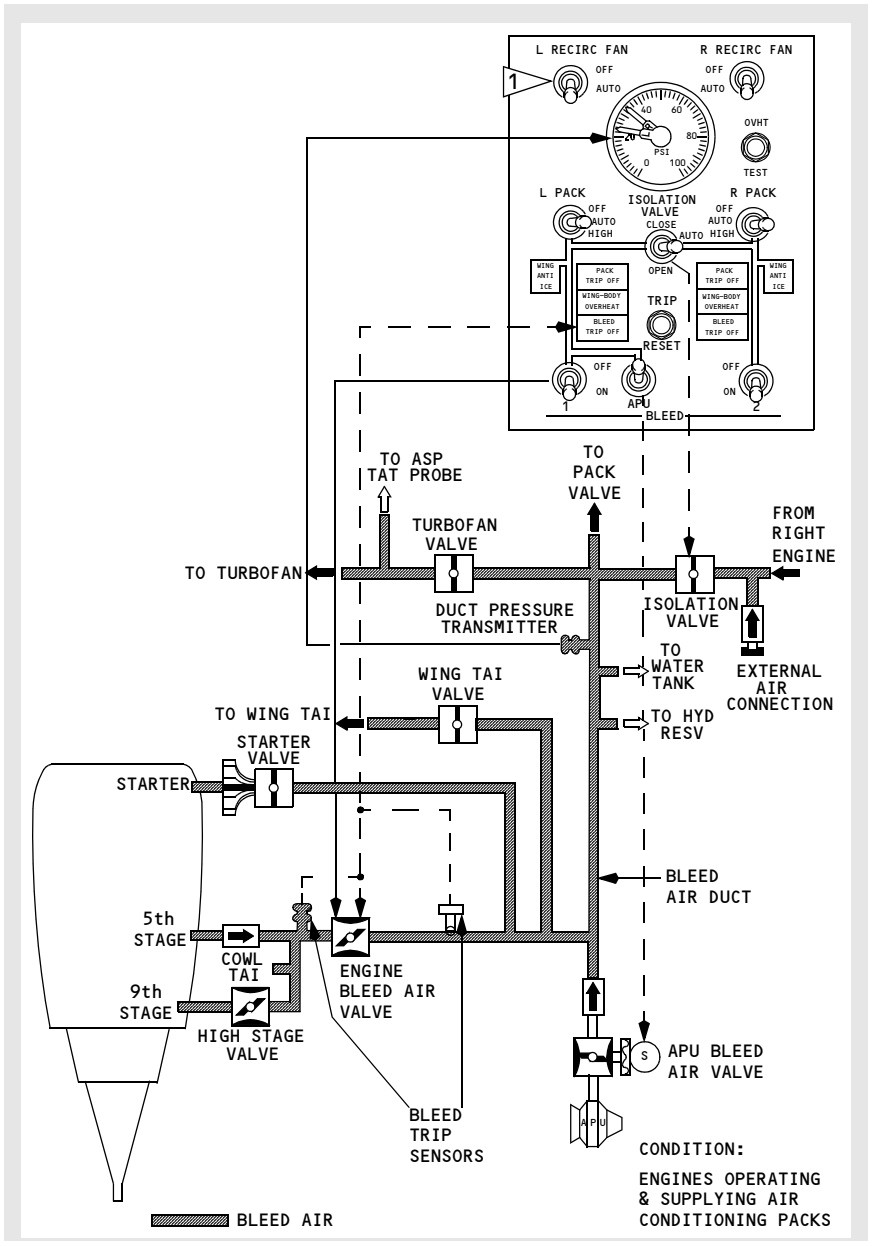 L RECIRC FAN
R RECIRC FAN
OFF
AUTO
OFF
AUTO
1
40
60
20
80
PSI
0
100
OVHT
TEST
L PACK
R PACK
ISOLATION
VALVE
CLOSE
OFF
AUTO
HIGH
AUTO
OPEN
OFF
AUTO
HIGH
WING
ANTI
ICE
PACK
TRIP OFF
WING-BODY
OVERHEAT
BLEED
TRIP OFF
TRIP
RESET
PACK
TRIP OFF
WING-BODY
OVERHEAT
BLEED
TRIP OFF
WING
ANTI
ICE
OFF
ON
1
APU
OFF
ON
2
BLEED
TO ASP
TAT PROBE
TO
PACK
VALVE
FROM
RIGHT
ENGINE
TURBOFAN
VALVE
TO TURBOFAN
DUCT PRESSURE
TRANSMITTER
ISOLATION
VALVE
TO
WATER
TANK
EXTERNAL
AIR
CONNECTION
WING TAI
VALVE
TO WING TAI
TO HYD
RESV
STARTER
VALVE
STARTER
BLEED
AIR DUCT
5th
STAGE
COWL
TAI
9th
STAGE
HIGH STAGE
VALVE
ENGINE
BLEED AIR
VALVE
S
APU BLEED
AIR VALVE
APU
BLEED
TRIP
SENSORS
CONDITION:
ENGINES OPERATING
& SUPPLYING AIR
CONDITIONING PACKS
BLEED AIR